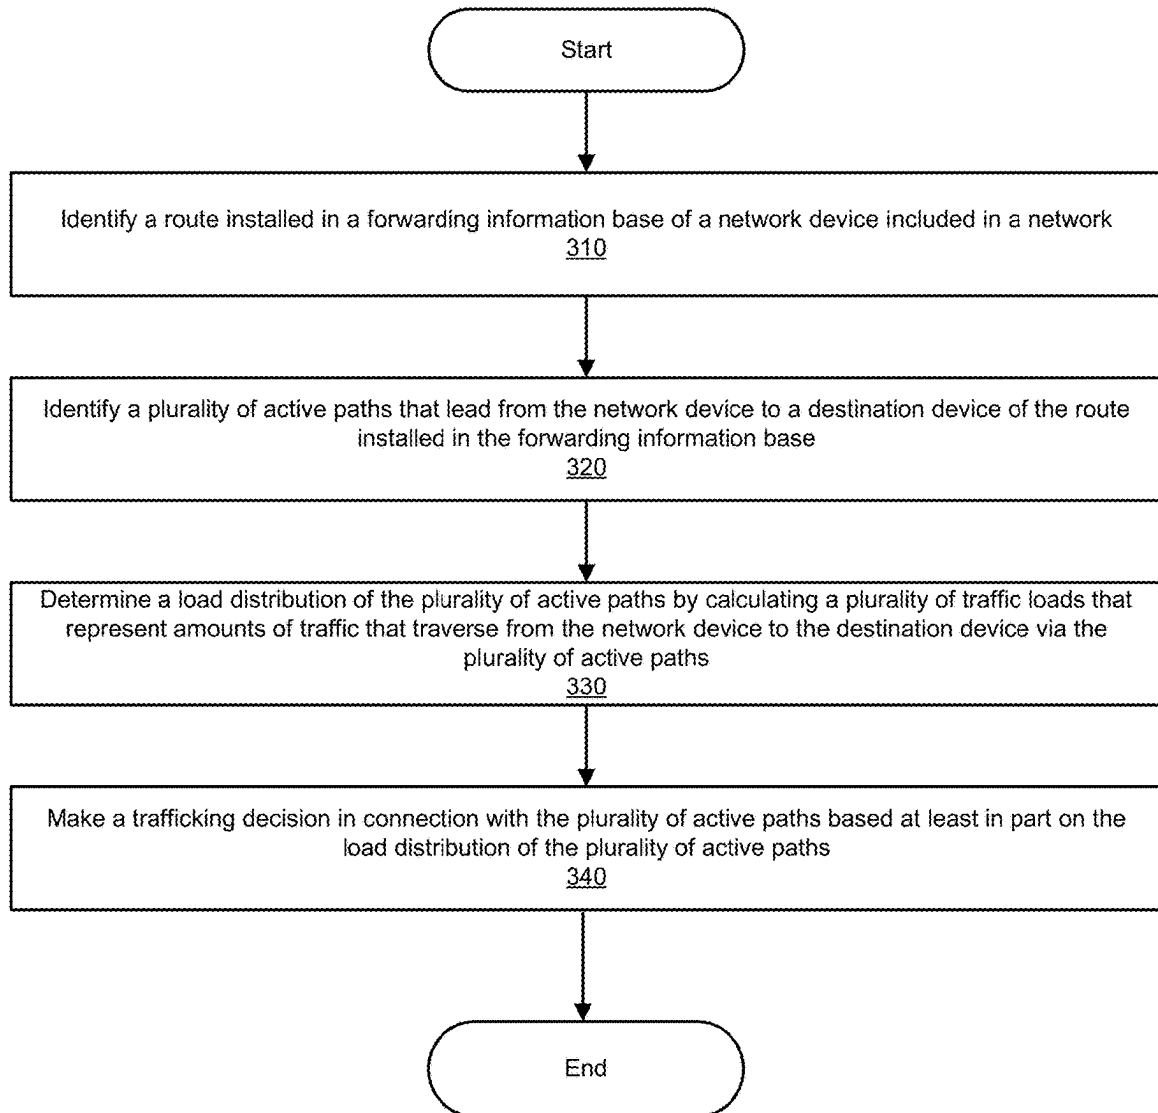 Start
Identify a route installed in a forwarding information base of a network device included in a network
310
Identify a plurality of active paths that lead from the network device to a destination device of the route
installed in the forwarding information base
320
Determine a load distribution of the plurality of active paths by calculating a plurality of traffic loads that
represent amounts of traffic that traverse from the network device to the destination device via the
plurality of active paths
330
Make a trafficking decision in connection with the plurality of active paths based at least in part on the
load distribution of the plurality of active paths
340
End